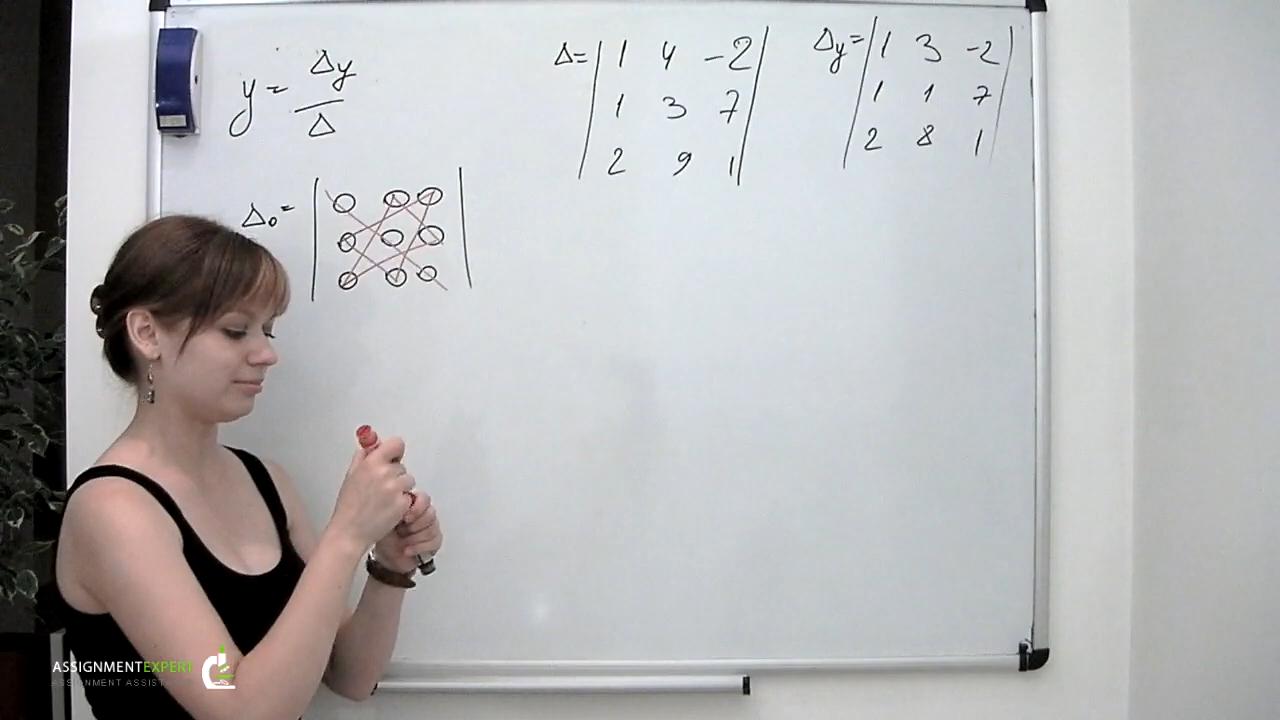 y = Δy / Δ
Δ = | 1 4 -2 |
| 1 3 7 |
| 2 9 1 |
Δy = | 1 3 -2 |
| 1 1 7 |
| 2 8 1 |
Δ₀ =
ASSIGNMENTEXPERT
ASSIGNMENT ASSIST